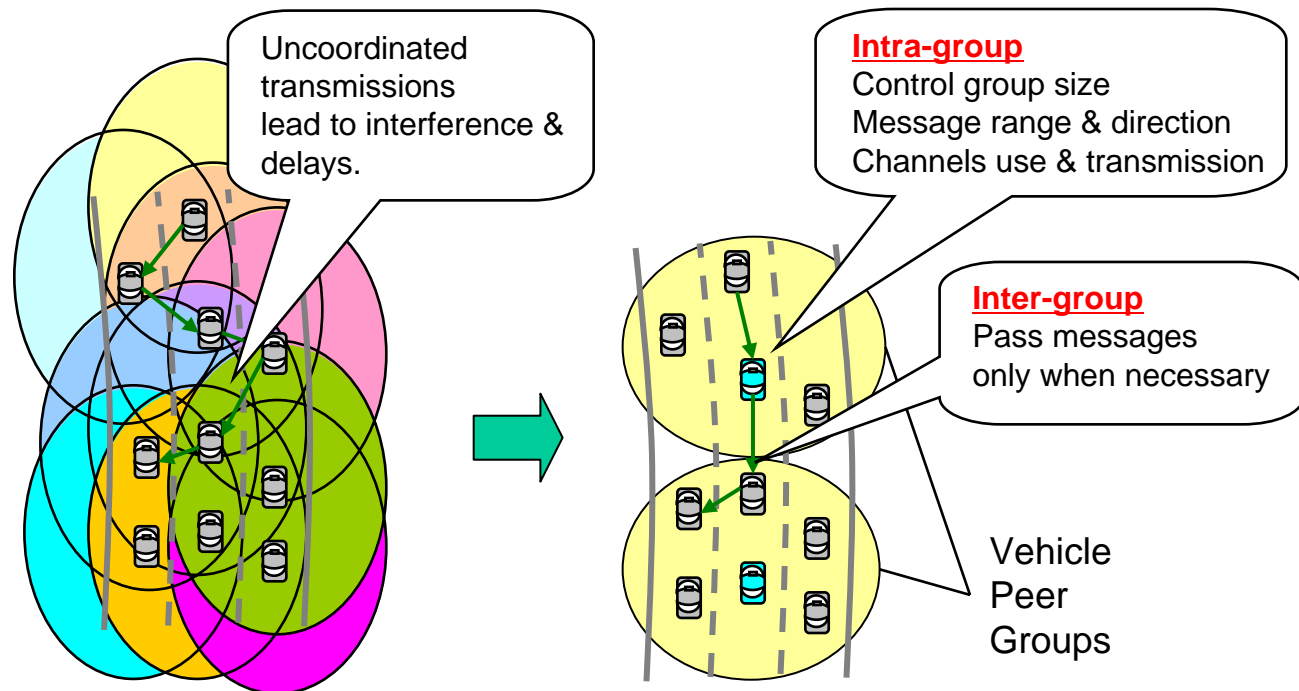 Uncoordinated
transmissions
lead to interference &
delays.
Intra-group
Control group size
Message range & direction
Channels use & transmission
Inter-group
Pass messages
only when necessary
Vehicle
Peer
Groups